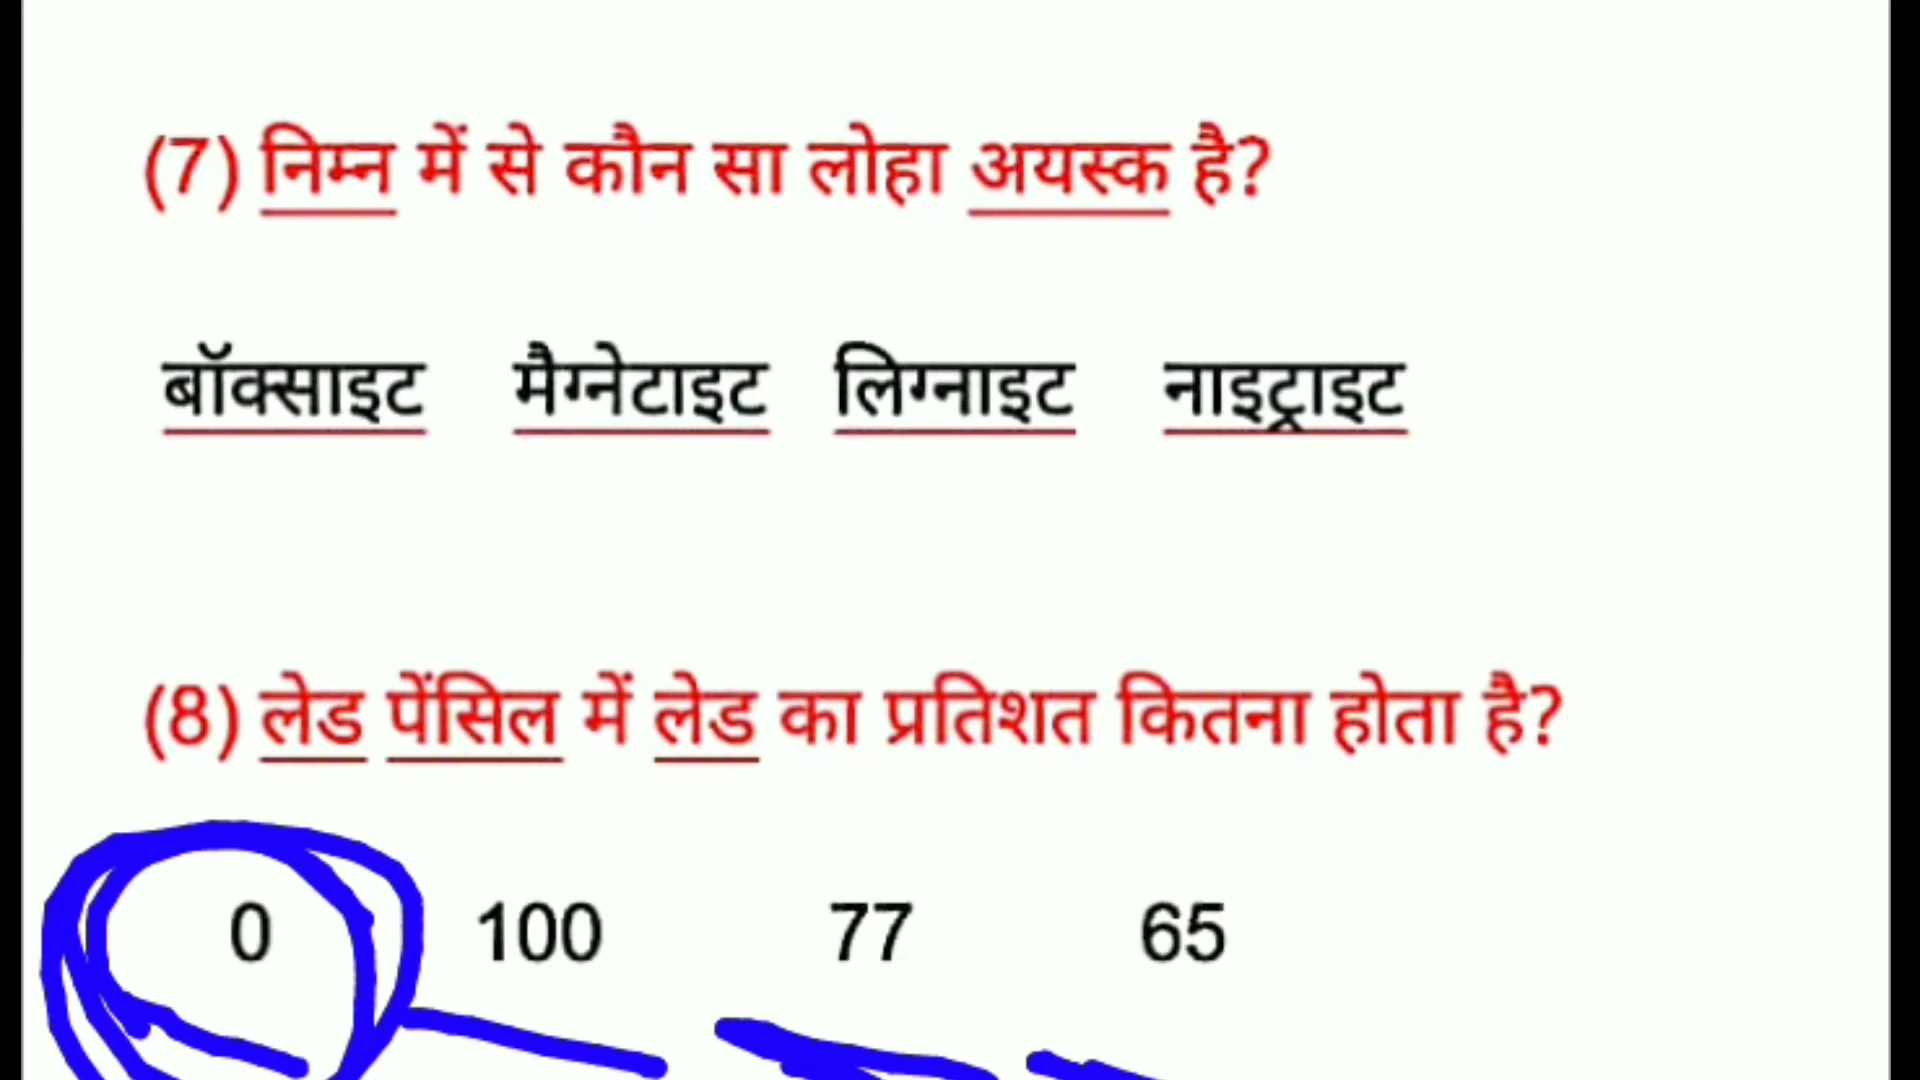 (7) निम्न में से कौन सा लोहा अयस्क है?
बॉक्साइट मैग्नेटाइट लिग्नाइट नाइट्राइट
(8) लेड पेंसिल में लेड का प्रतिशत कितना होता है?
0 100 77 65